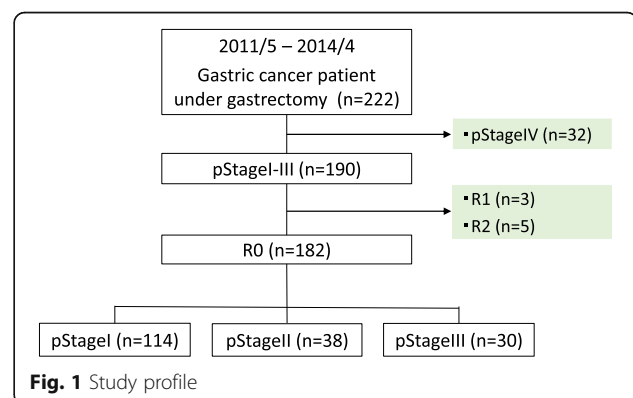 2011/5 – 2014/4
Gastric cancer patient
under gastrectomy (n=222)
▪pStageIV (n=32)
pStageI-III (n=190)
▪R1 (n=3)
▪R2 (n=5)
R0 (n=182)
pStageI (n=114)
pStageII (n=38)
pStageIII (n=30)
Fig. 1 Study profile